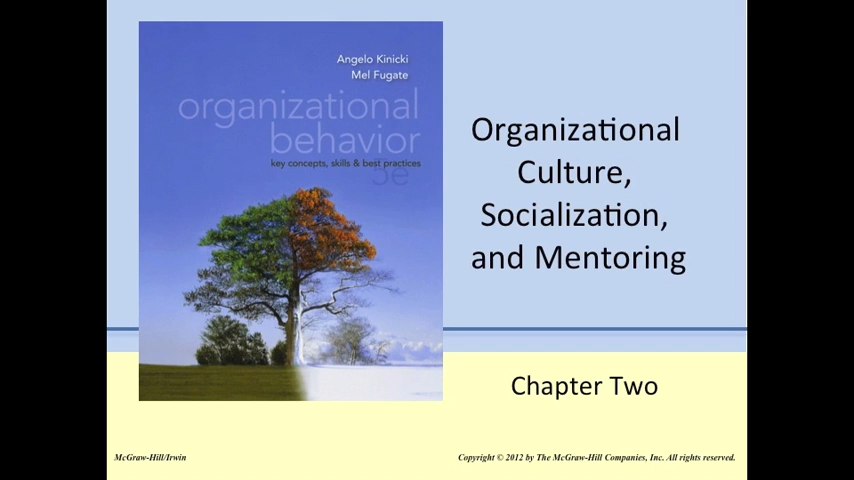 Angelo Kinicki
Mel Fugate
organizational
behavior
key concepts, skills & best practices
5e
Organizational
Culture,
Socialization,
and Mentoring
Chapter Two
McGraw-Hill/Irwin
Copyright © 2012 by The McGraw-Hill Companies, Inc. All rights reserved.